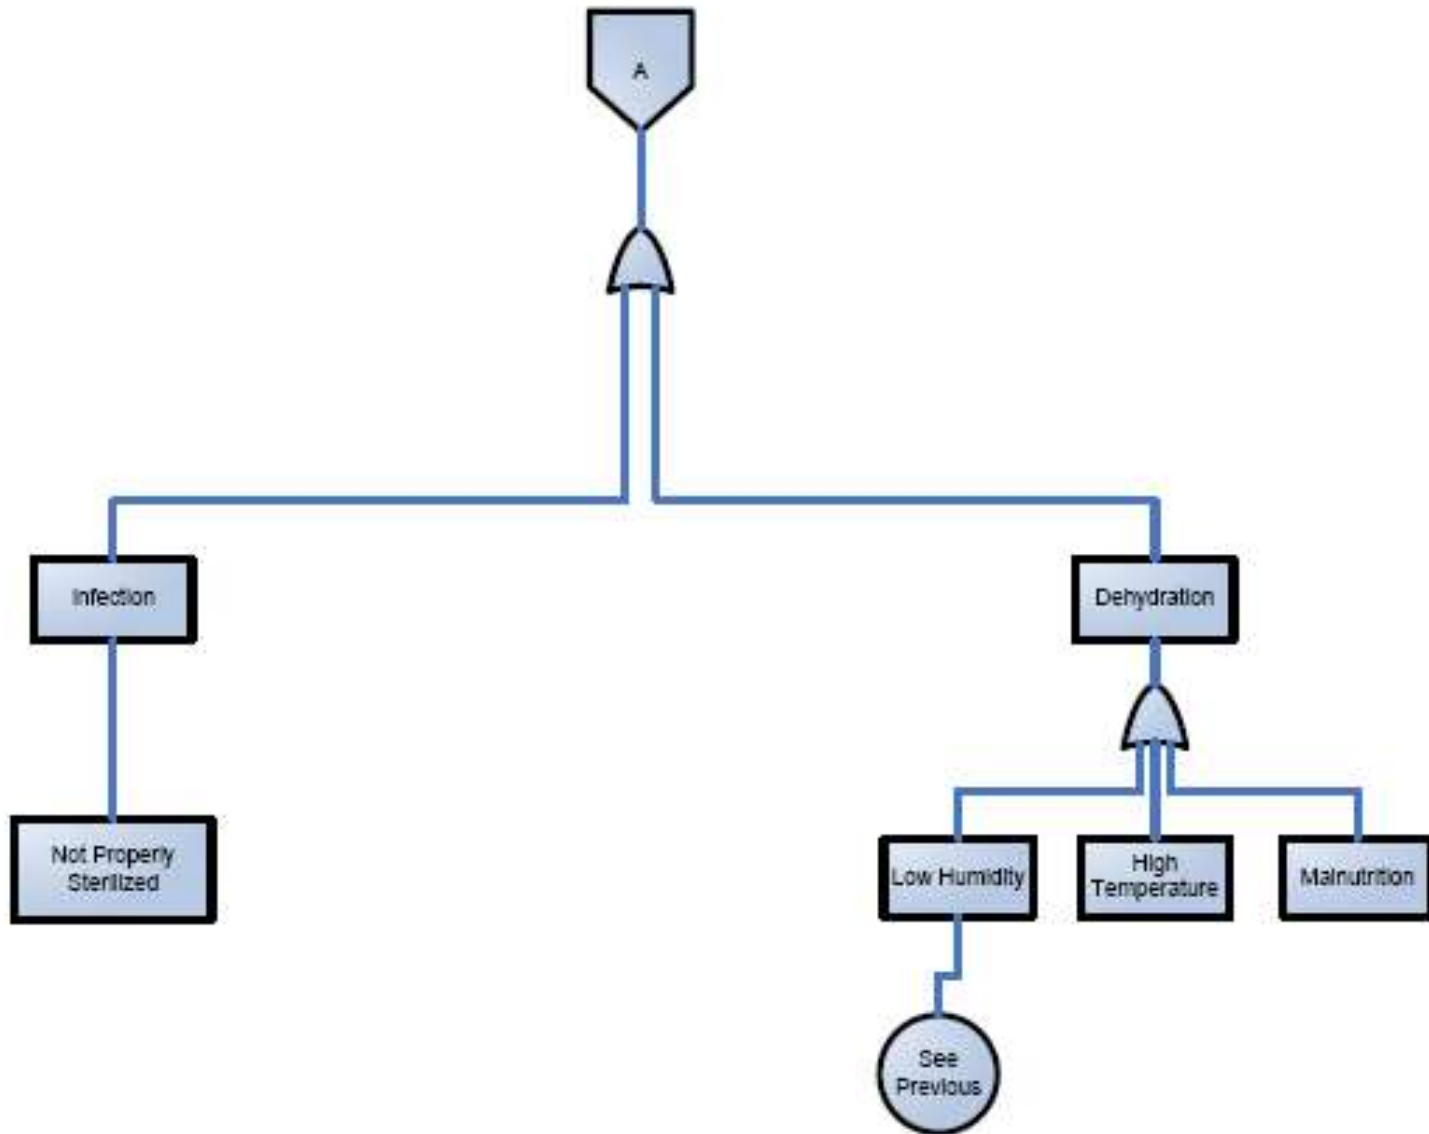 A
Infection
Dehydration
Not Properly
Sterilized
Low Humidity
High
Temperature
Malnutrition
See
Previous